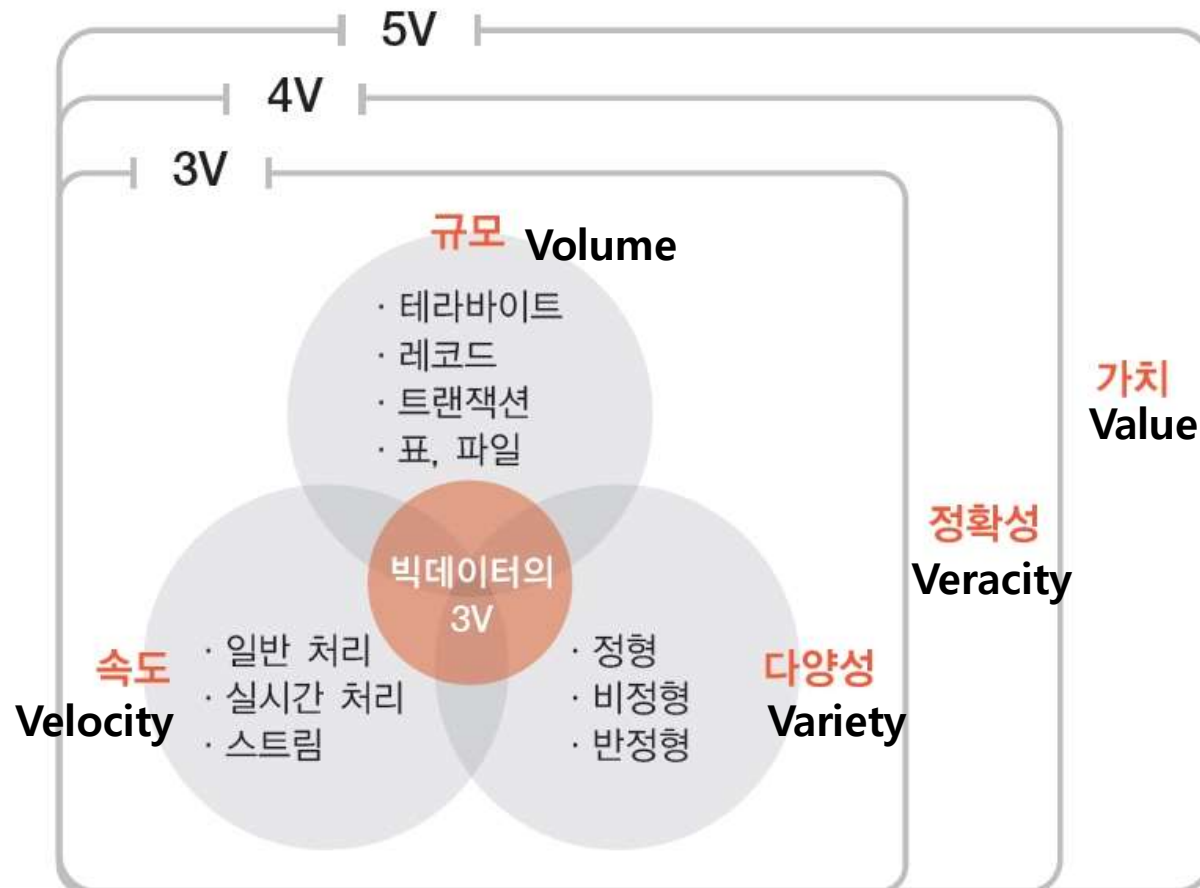 5V
4V
3V
규모 Volume
· 테라바이트
· 레코드
· 트랜잭션
· 표, 파일
빅데이터의
3V
속도
Velocity
· 일반 처리
· 실시간 처리
· 스트림
· 정형
· 비정형
· 반정형
다양성
Variety
정확성
Veracity
가치
Value